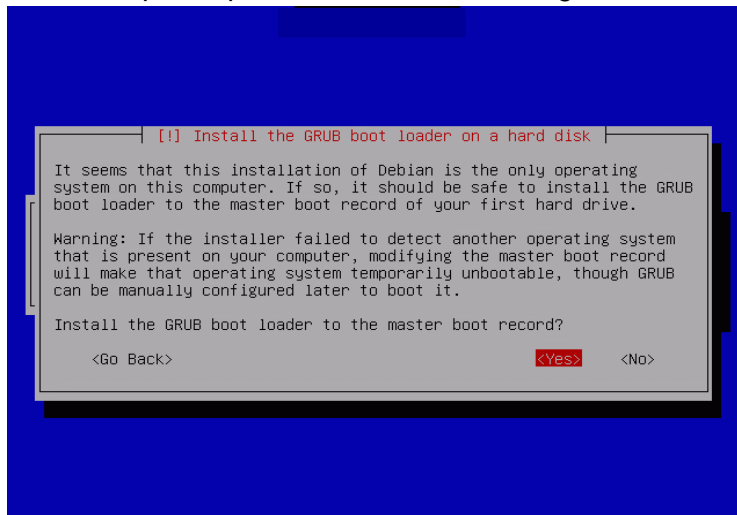 [!] Install the GRUB boot loader on a hard disk
It seems that this installation of Debian is the only operating
system on this computer. If so, it should be safe to install the GRUB
boot loader to the master boot record of your first hard drive.
Warning: If the installer failed to detect another operating system
that is present on your computer, modifying the master boot record
will make that operating system temporarily unbootable, though GRUB
can be manually configured later to boot it.
Install the GRUB boot loader to the master boot record?
<Go Back> <Yes> <No>